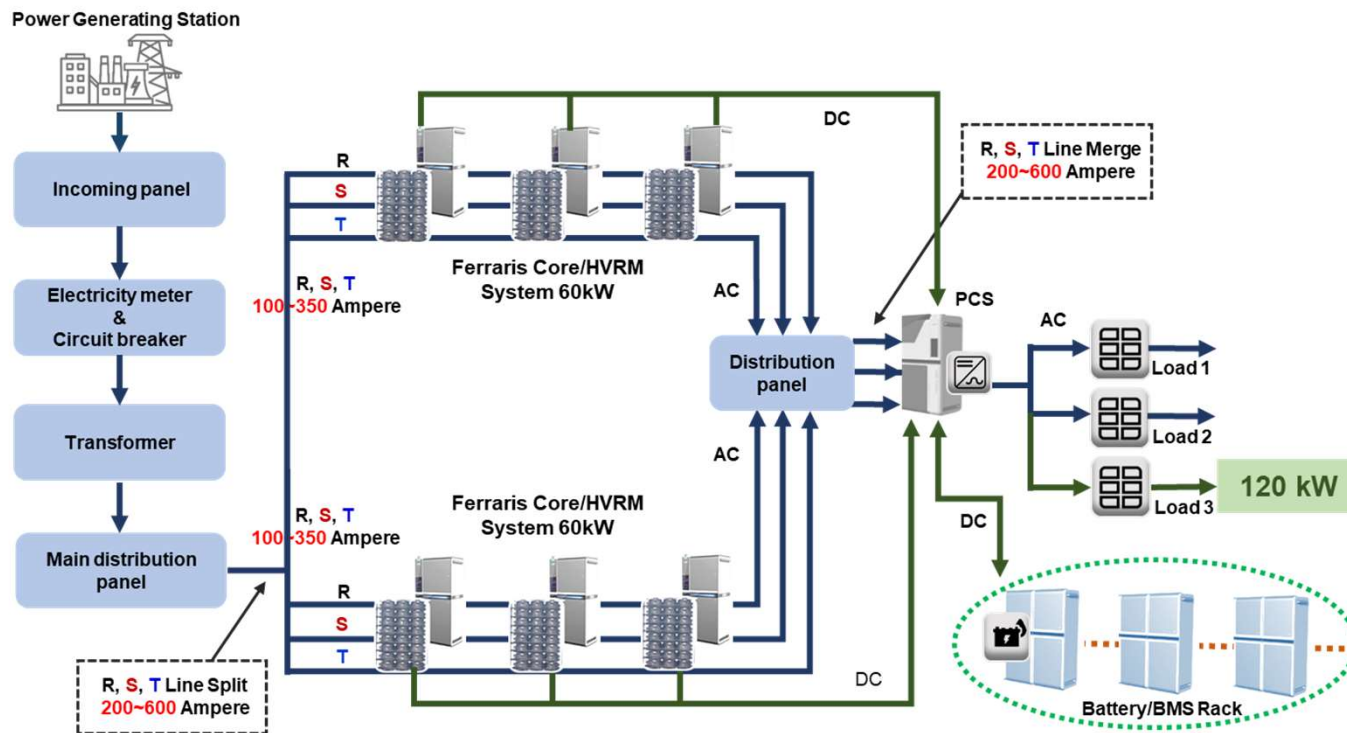 Power Generating Station
Incoming panel
Electricity meter
&
Circuit breaker
Transformer
Main distribution
panel
R, S, T Line Split
200~600 Ampere
R
S
T
R, S, T
100~350 Ampere
Ferraris Core/HVRM
System 60kW
R, S, T
100~350 Ampere
Ferraris Core/HVRM
System 60kW
R
S
T
DC
AC
Distribution
panel
AC
DC
R, S, T Line Merge
200~600 Ampere
PCS
AC
Load 1
Load 2
Load 3
120 kW
DC
Battery/BMS Rack